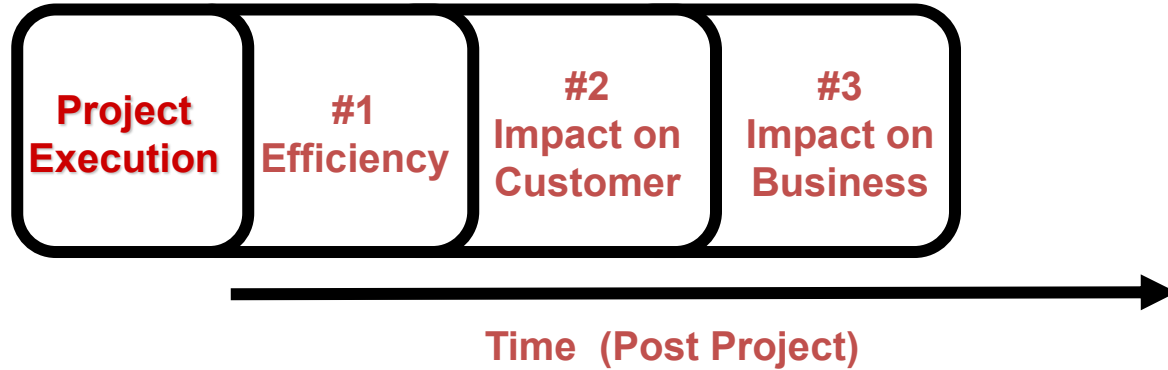 Project
Execution
#1
Efficiency
#2
Impact on
Customer
#3
Impact on
Business
Time (Post Project)